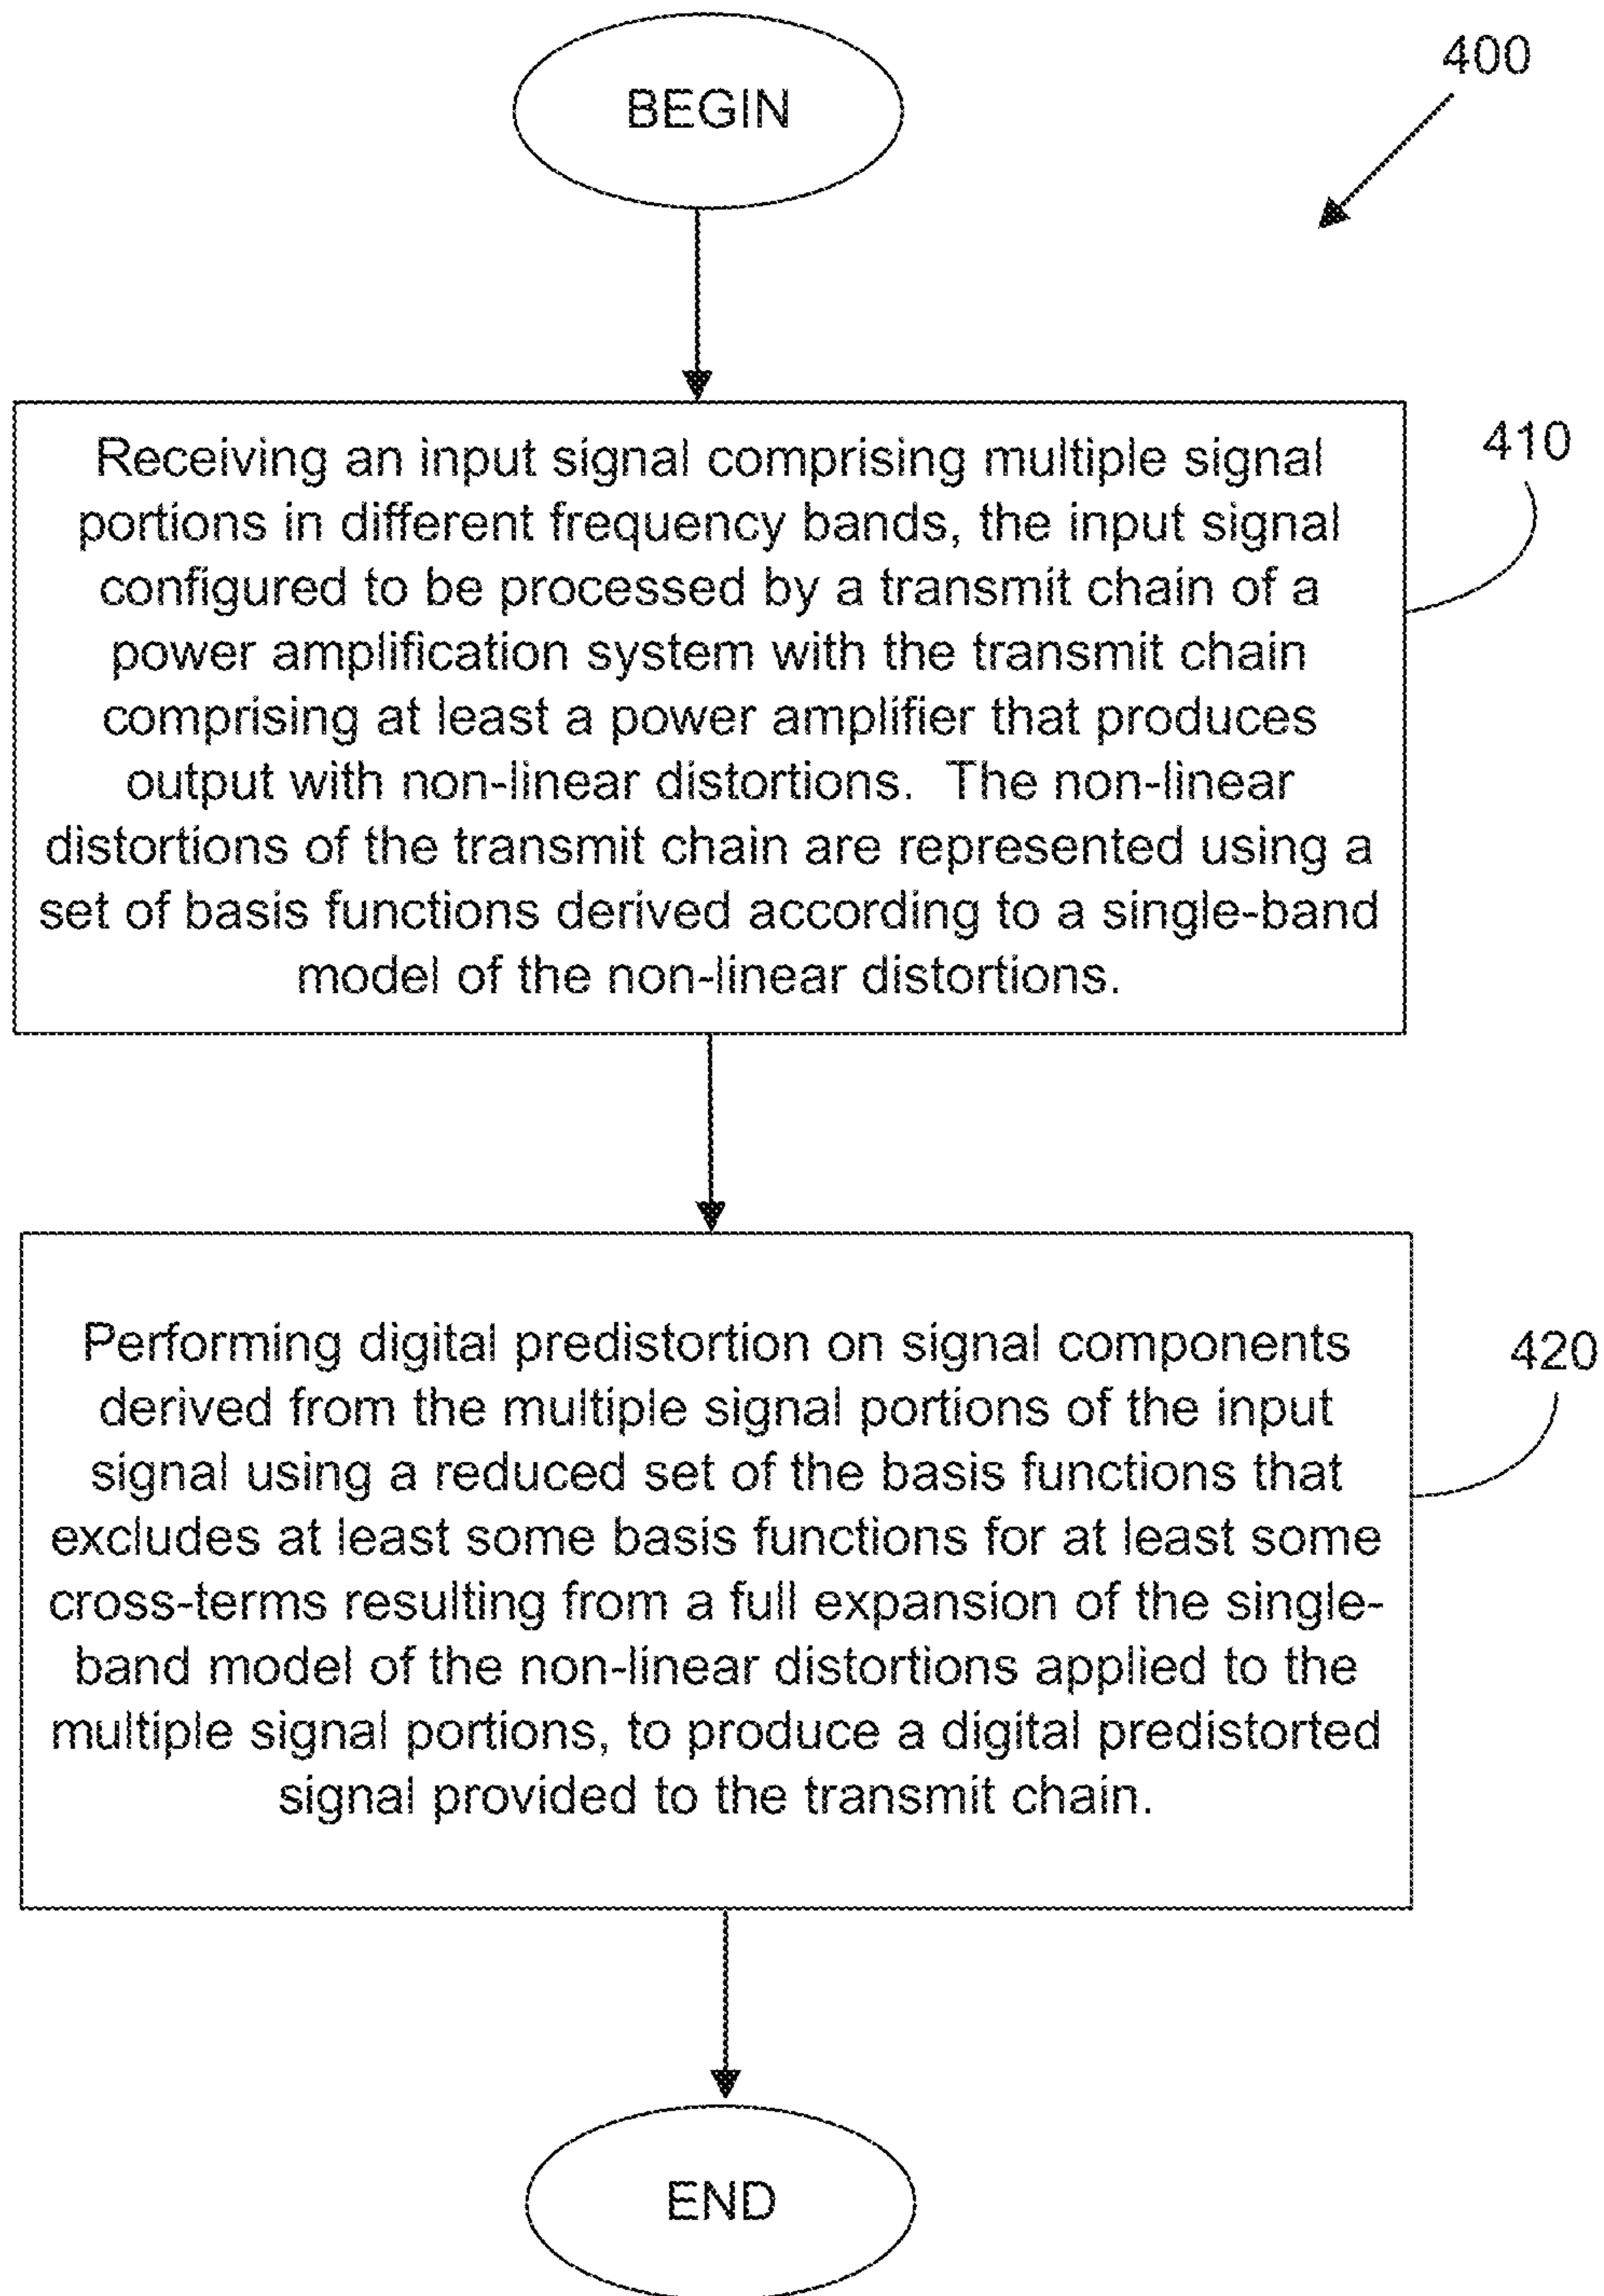 BEGIN
400
Receiving an input signal comprising multiple signal
portions in different frequency bands, the input signal
configured to be processed by a transmit chain of a
power amplification system with the transmit chain
comprising at least a power amplifier that produces
output with non-linear distortions. The non-linear
distortions of the transmit chain are represented using a
set of basis functions derived according to a single-band
model of the non-linear distortions.
410
Performing digital predistortion on signal components
derived from the multiple signal portions of the input
signal using a reduced set of the basis functions that
excludes at least some basis functions for at least some
cross-terms resulting from a full expansion of the single-
band model of the non-linear distortions applied to the
multiple signal portions, to produce a digital predistorted
signal provided to the transmit chain.
420
END